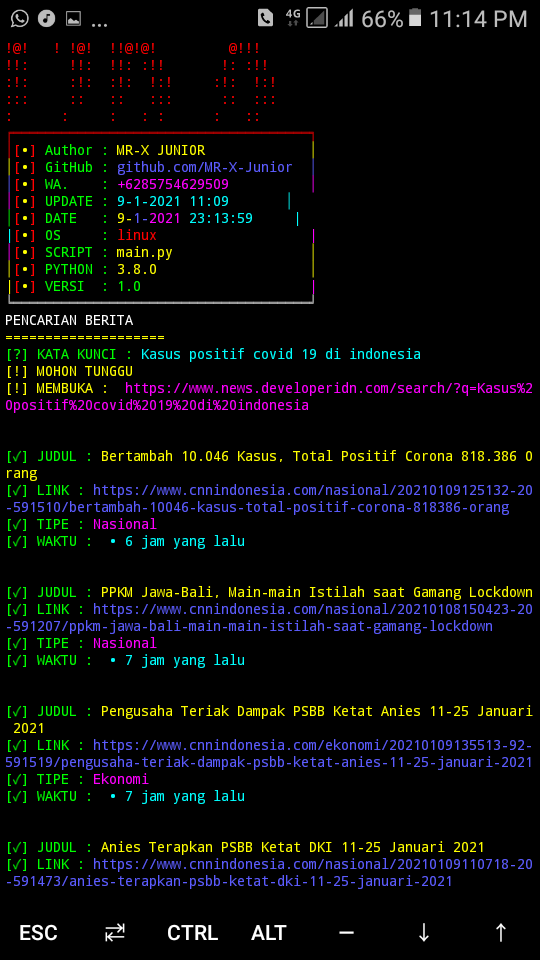 ... 4G 66% 11:14 PM
!@!   ! !@!  !!@!@!         @!!!
!!:     !!:  !!: :!!       !: :!!
:!:     :!:  :!:  !:!     :!:  !:!
:::     ::   ::   :::      ::  :::
:      :     :   : :      :   ::
[•] Author : MR-X JUNIOR
[•] GitHub : github.com/MR-X-Junior
[•] WA.    : +6285754629509
[•] UPDATE : 9-1-2021 11:09
[•] DATE   : 9-1-2021 23:13:59
[•] OS     : linux
[•] SCRIPT : main.py
[•] PYTHON : 3.8.0
[•] VERSI  : 1.0
PENCARIAN BERITA
====================
[?] KATA KUNCI : Kasus positif covid 19 di indonesia
[!] MOHON TUNGGU
[!] MEMBUKA :  https://www.news.developeridn.com/search/?q=Kasus%2
0positif%20covid%2019%20di%20indonesia
[✓] JUDUL : Bertambah 10.046 Kasus, Total Positif Corona 818.386 O
rang
[✓] LINK : https://www.cnnindonesia.com/nasional/20210109125132-20
-591510/bertambah-10046-kasus-total-positif-corona-818386-orang
[✓] TIPE : Nasional
[✓] WAKTU :  • 6 jam yang lalu
[✓] JUDUL : PPKM Jawa-Bali, Main-main Istilah saat Gamang Lockdown
[✓] LINK : https://www.cnnindonesia.com/nasional/20210108150423-20
-591207/ppkm-jawa-bali-main-main-istilah-saat-gamang-lockdown
[✓] TIPE : Nasional
[✓] WAKTU :  • 7 jam yang lalu
[✓] JUDUL : Pengusaha Teriak Dampak PSBB Ketat Anies 11-25 Januari
 2021
[✓] LINK : https://www.cnnindonesia.com/ekonomi/20210109135513-92-
591519/pengusaha-teriak-dampak-psbb-ketat-anies-11-25-januari-2021
[✓] TIPE : Ekonomi
[✓] WAKTU :  • 7 jam yang lalu
[✓] JUDUL : Anies Terapkan PSBB Ketat DKI 11-25 Januari 2021
[✓] LINK : https://www.cnnindonesia.com/nasional/20210109110718-20
-591473/anies-terapkan-psbb-ketat-dki-11-25-januari-2021
ESC ⇄ CTRL ALT — ↓ ↑